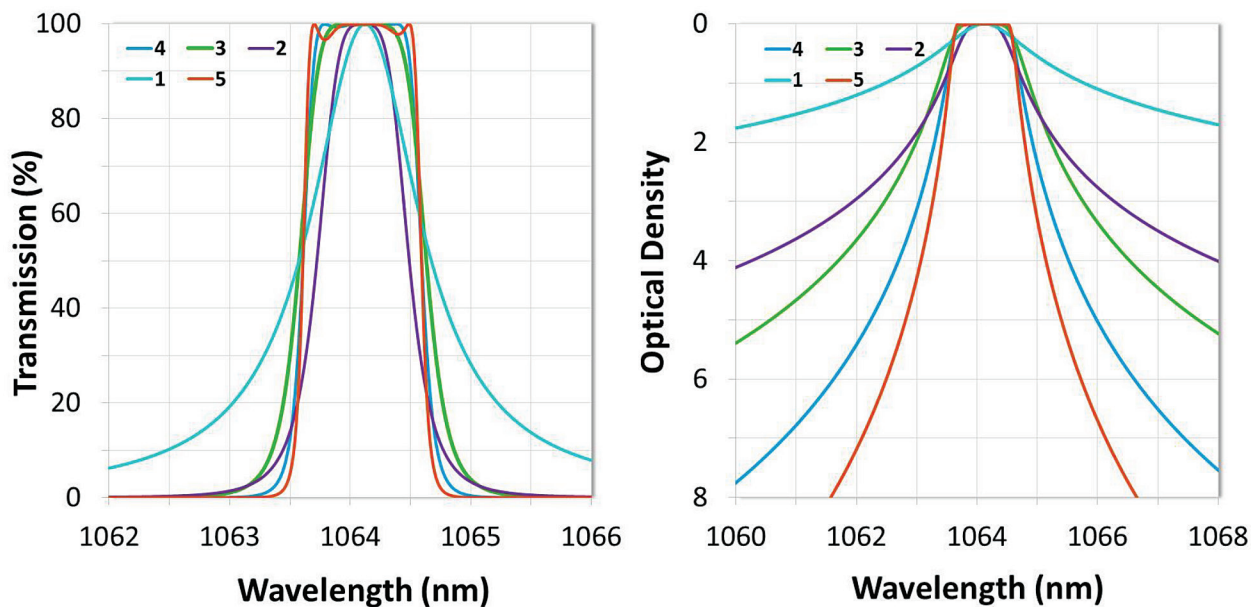 100
80
60
40
20
0
Transmission (%)
4 3 2
1 5
1062 1063 1064 1065 1066
Wavelength (nm)
0
2
4
6
8
Optical Density
4 3 2
1 5
1060 1062 1064 1066 1068
Wavelength (nm)